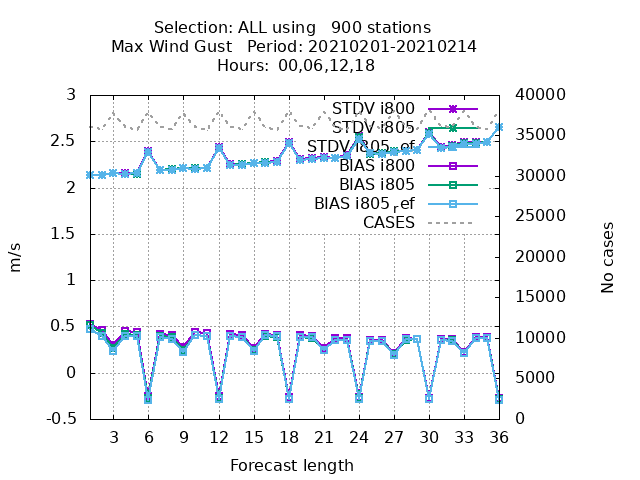 Selection: ALL using   900 stations
Max Wind Gust   Period: 20210201-20210214
Hours: 00,06,12,18
3
2.5
2
1.5
1
0.5
0
-0.5
m/s
STDV i800
STDV i805
STDV i805_ref
BIAS i800
BIAS i805
BIAS i805_ref
CASES
40000
35000
30000
25000
20000
15000
10000
5000
0
No cases
3 6 9 12 15 18 21 24 27 30 33 36
Forecast length